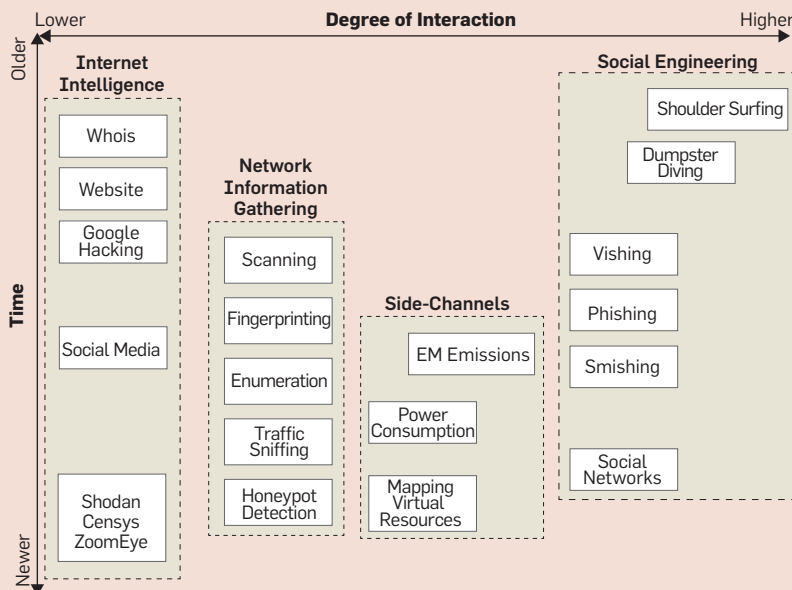 Lower
Degree of Interaction
Higher
Older
Time
Newer
Internet
Intelligence
Whois
Website
Google
Hacking
Social Media
Shodan
Censys
ZoomEye
Network
Information
Gathering
Scanning
Fingerprinting
Enumeration
Traffic
Sniffing
Honeypot
Detection
Side-Channels
EM Emissions
Power
Consumption
Mapping
Virtual
Resources
Social Engineering
Shoulder Surfing
Dumpster
Diving
Vishing
Phishing
Smishing
Social
Networks